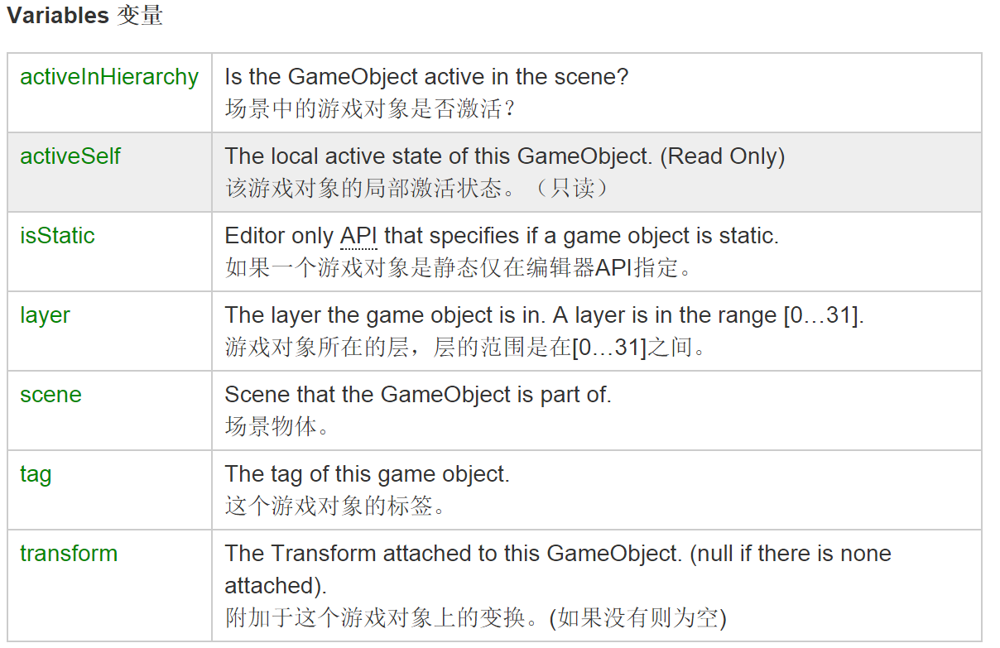 Variables 变量
activeInHierarchy
Is the GameObject active in the scene?
场景中的游戏对象是否激活？
activeSelf
The local active state of this GameObject. (Read Only)
该游戏对象的局部激活状态。（只读）
isStatic
Editor only API that specifies if a game object is static.
如果一个游戏对象是静态仅在编辑器API指定。
layer
The layer the game object is in. A layer is in the range [0…31].
游戏对象所在的层，层的范围是在[0…31]之间。
scene
Scene that the GameObject is part of.
场景物体。
tag
The tag of this game object.
这个游戏对象的标签。
transform
The Transform attached to this GameObject. (null if there is none
attached).
附加于这个游戏对象上的变换。(如果没有则为空)